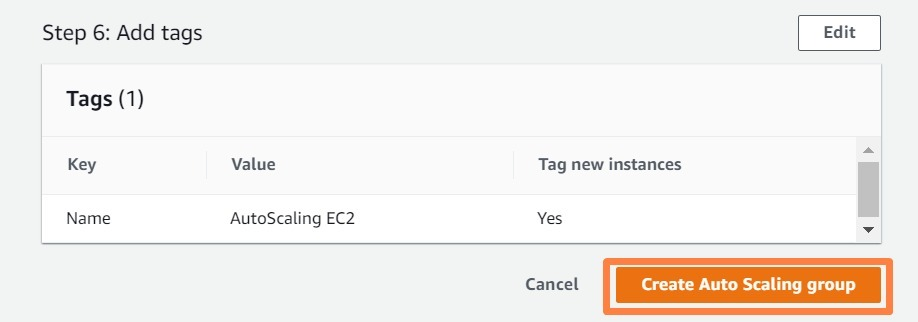 Step 6: Add tags
Edit
Tags (1)
Key Value Tag new instances
Name AutoScaling EC2 Yes
Cancel Create Auto Scaling group